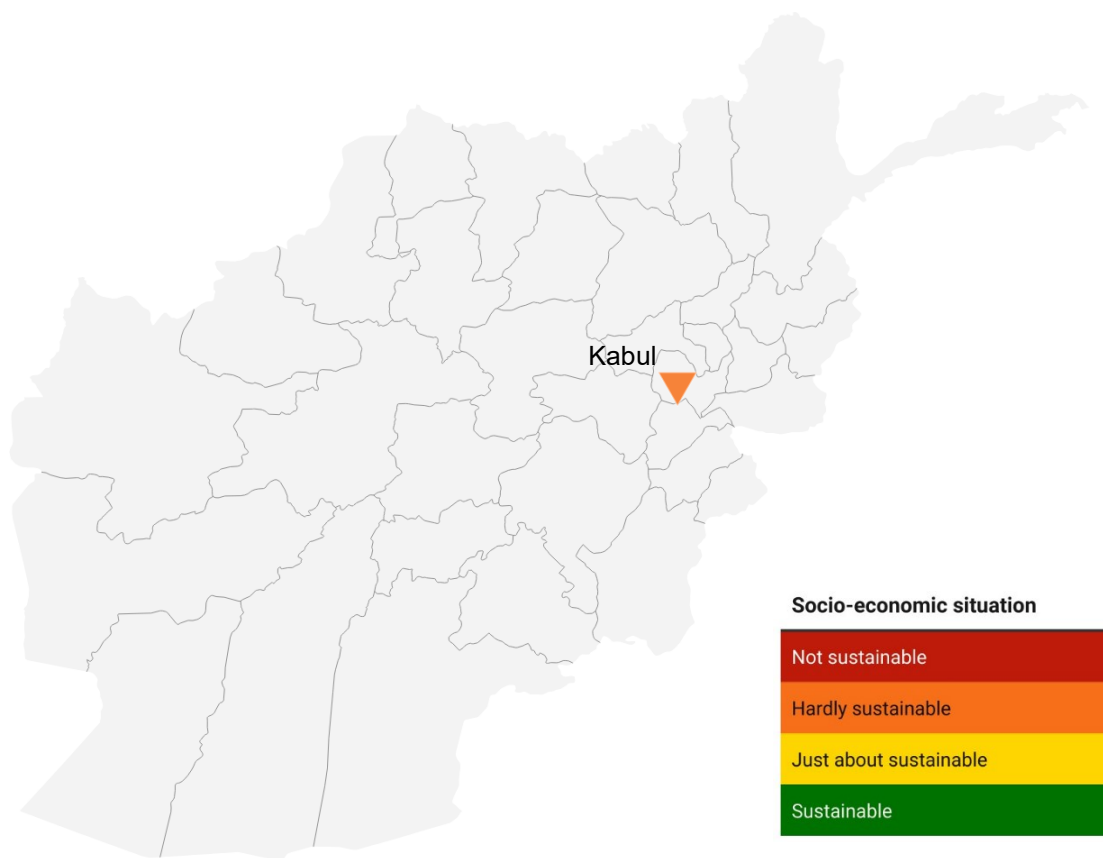 Kabul
Socio-economic situation
Not sustainable
Hardly sustainable
Just about sustainable
Sustainable